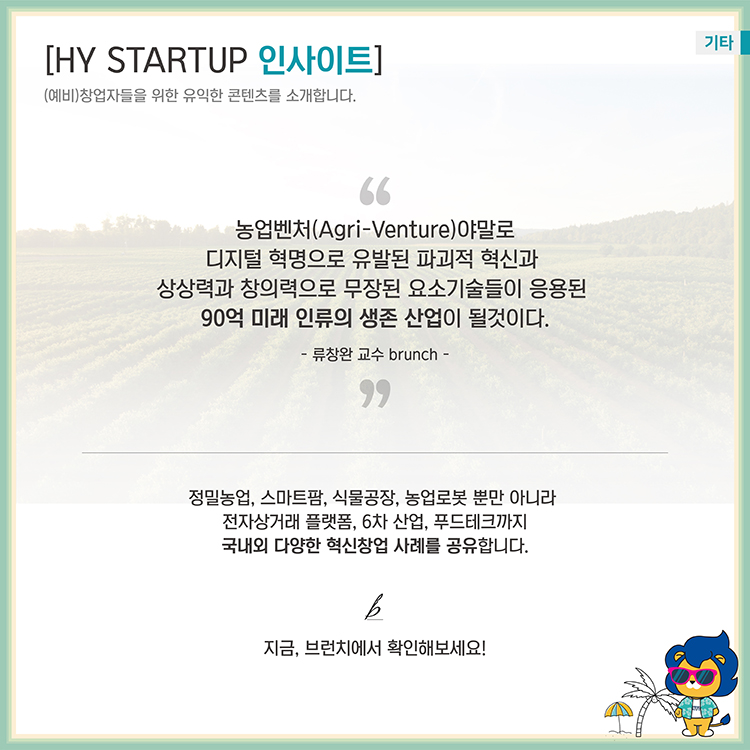 기타
[HY STARTUP 인사이트]
(예비)창업자들을 위한 유익한 콘텐츠를 소개합니다.
“
농업벤처(Agri-Venture)야말로
디지털 혁명으로 유발된 파괴적 혁신과
상상력과 창의력으로 무장된 요소기술들이 응용된
90억 미래 인류의 생존 산업이 될것이다.
- 류창완 교수 brunch -
”
정밀농업, 스마트팜, 식물공장, 농업로봇 뿐만 아니라
전자상거래 플랫폼, 6차 산업, 푸드테크까지
국내외 다양한 혁신창업 사례를 공유합니다.
b
지금, 브런치에서 확인해보세요!